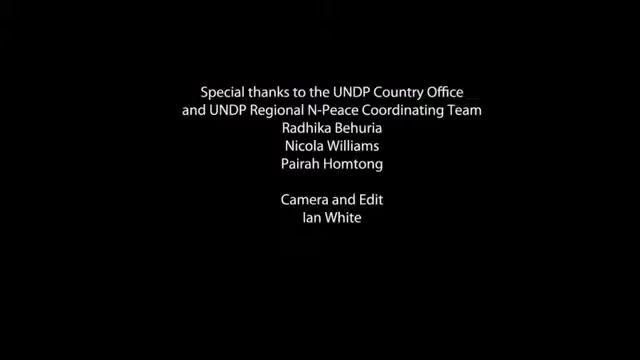 Special thanks to the UNDP Country Office
and UNDP Regional N-Peace Coordinating Team
Radhika Behuria
Nicola Williams
Pairah Homtong
Camera and Edit
Ian White